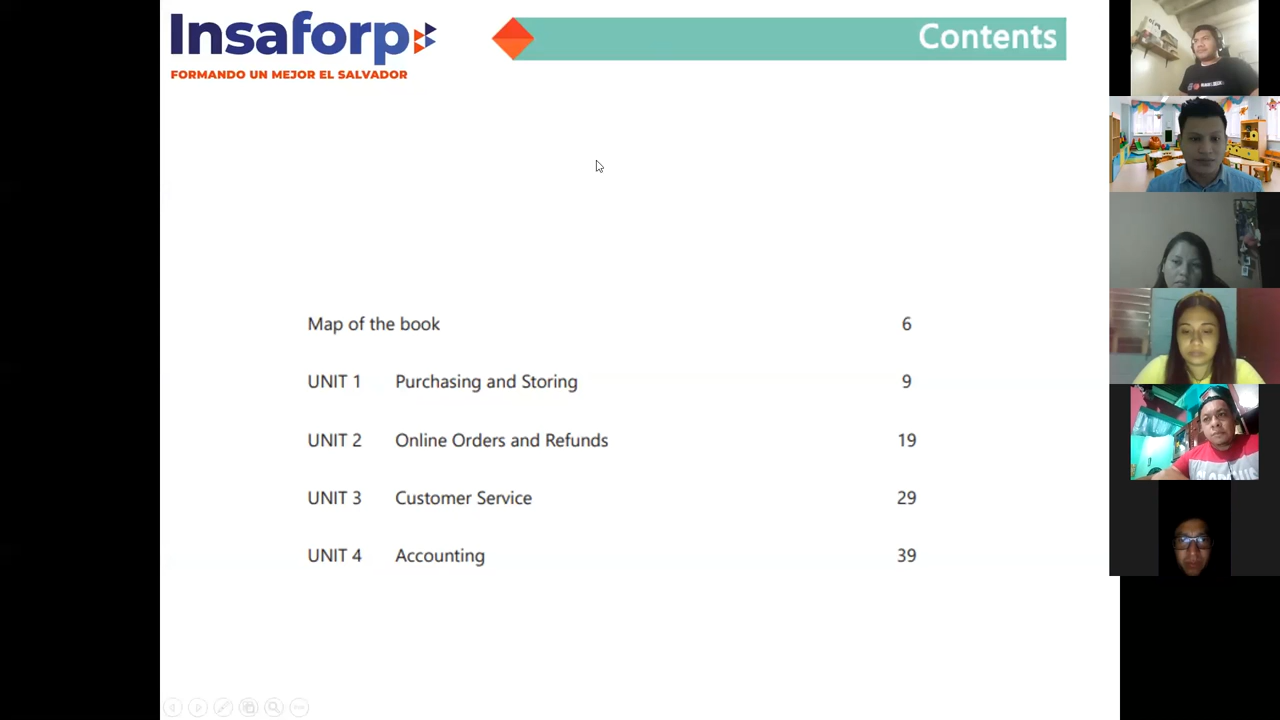 Insaforp
FORMANDO UN MEJOR EL SALVADOR
Contents
Map of the book 6
UNIT 1 Purchasing and Storing 9
UNIT 2 Online Orders and Refunds 19
UNIT 3 Customer Service 29
UNIT 4 Accounting 39